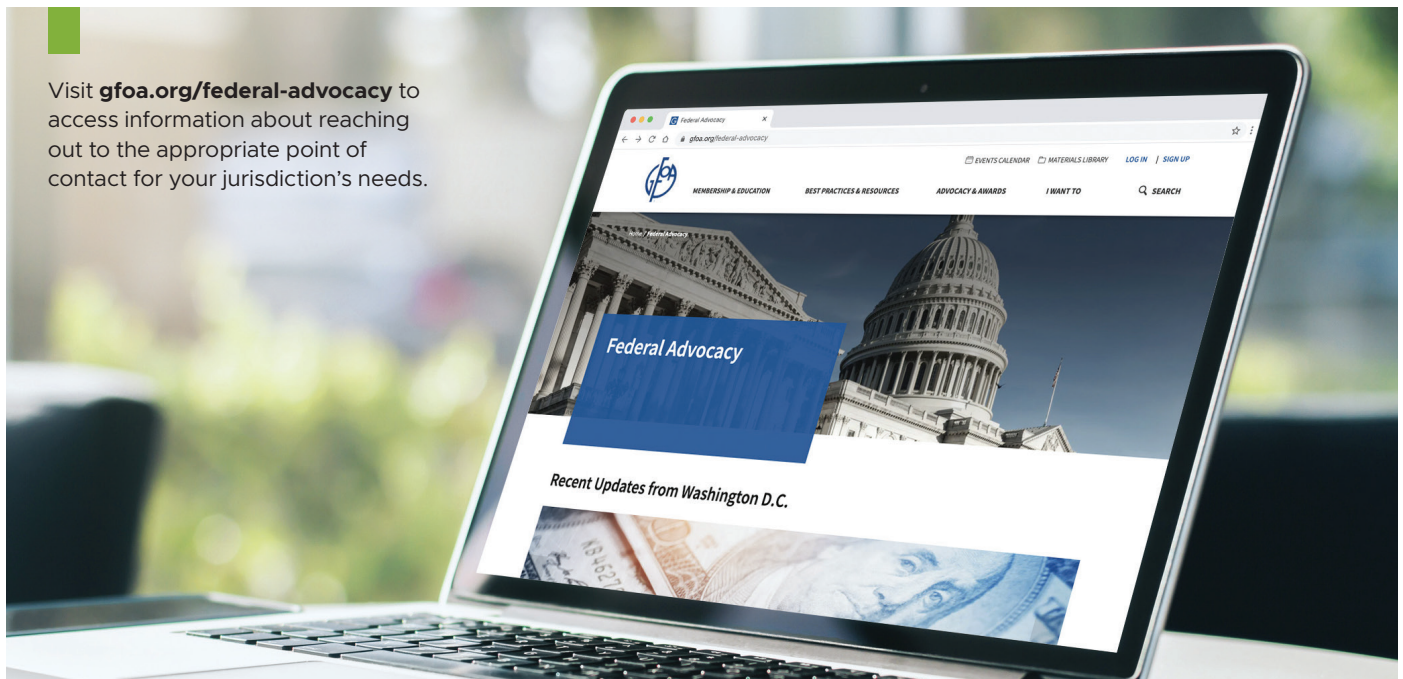 Visit gfoa.org/federal-advocacy to
access information about reaching
out to the appropriate point of
contact for your jurisdiction’s needs.
Federal Advocacy
gfoa.org/federal-advocacy
EVENTS CALENDAR MATERIALS LIBRARY LOG IN | SIGN UP
GFOA
MEMBERSHIP & EDUCATION BEST PRACTICES & RESOURCES ADVOCACY & AWARDS I WANT TO SEARCH
Home / Federal Advocacy
Federal Advocacy
Recent Updates from Washington D.C.